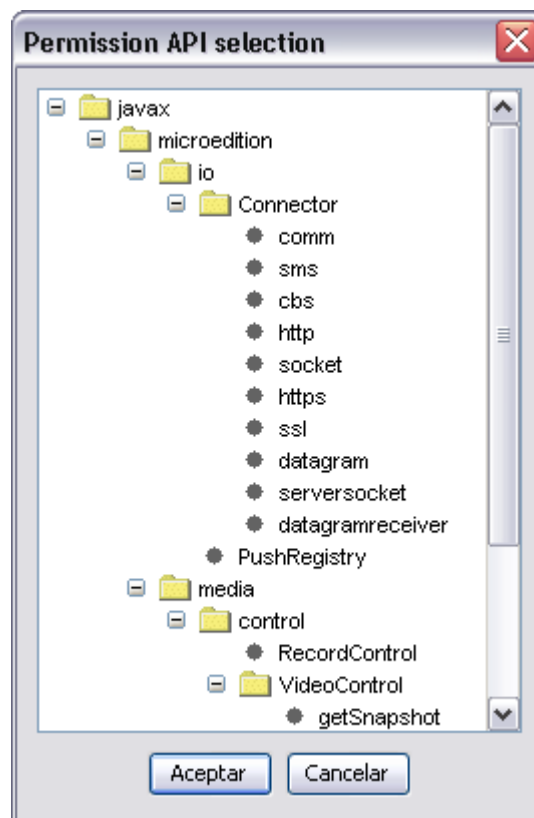 Permission API selection
javax
microedition
io
Connector
comm
sms
cbs
http
socket
https
ssl
datagram
serversocket
datagramreceiver
PushRegistry
media
control
RecordControl
VideoControl
getSnapshot
Aceptar Cancelar